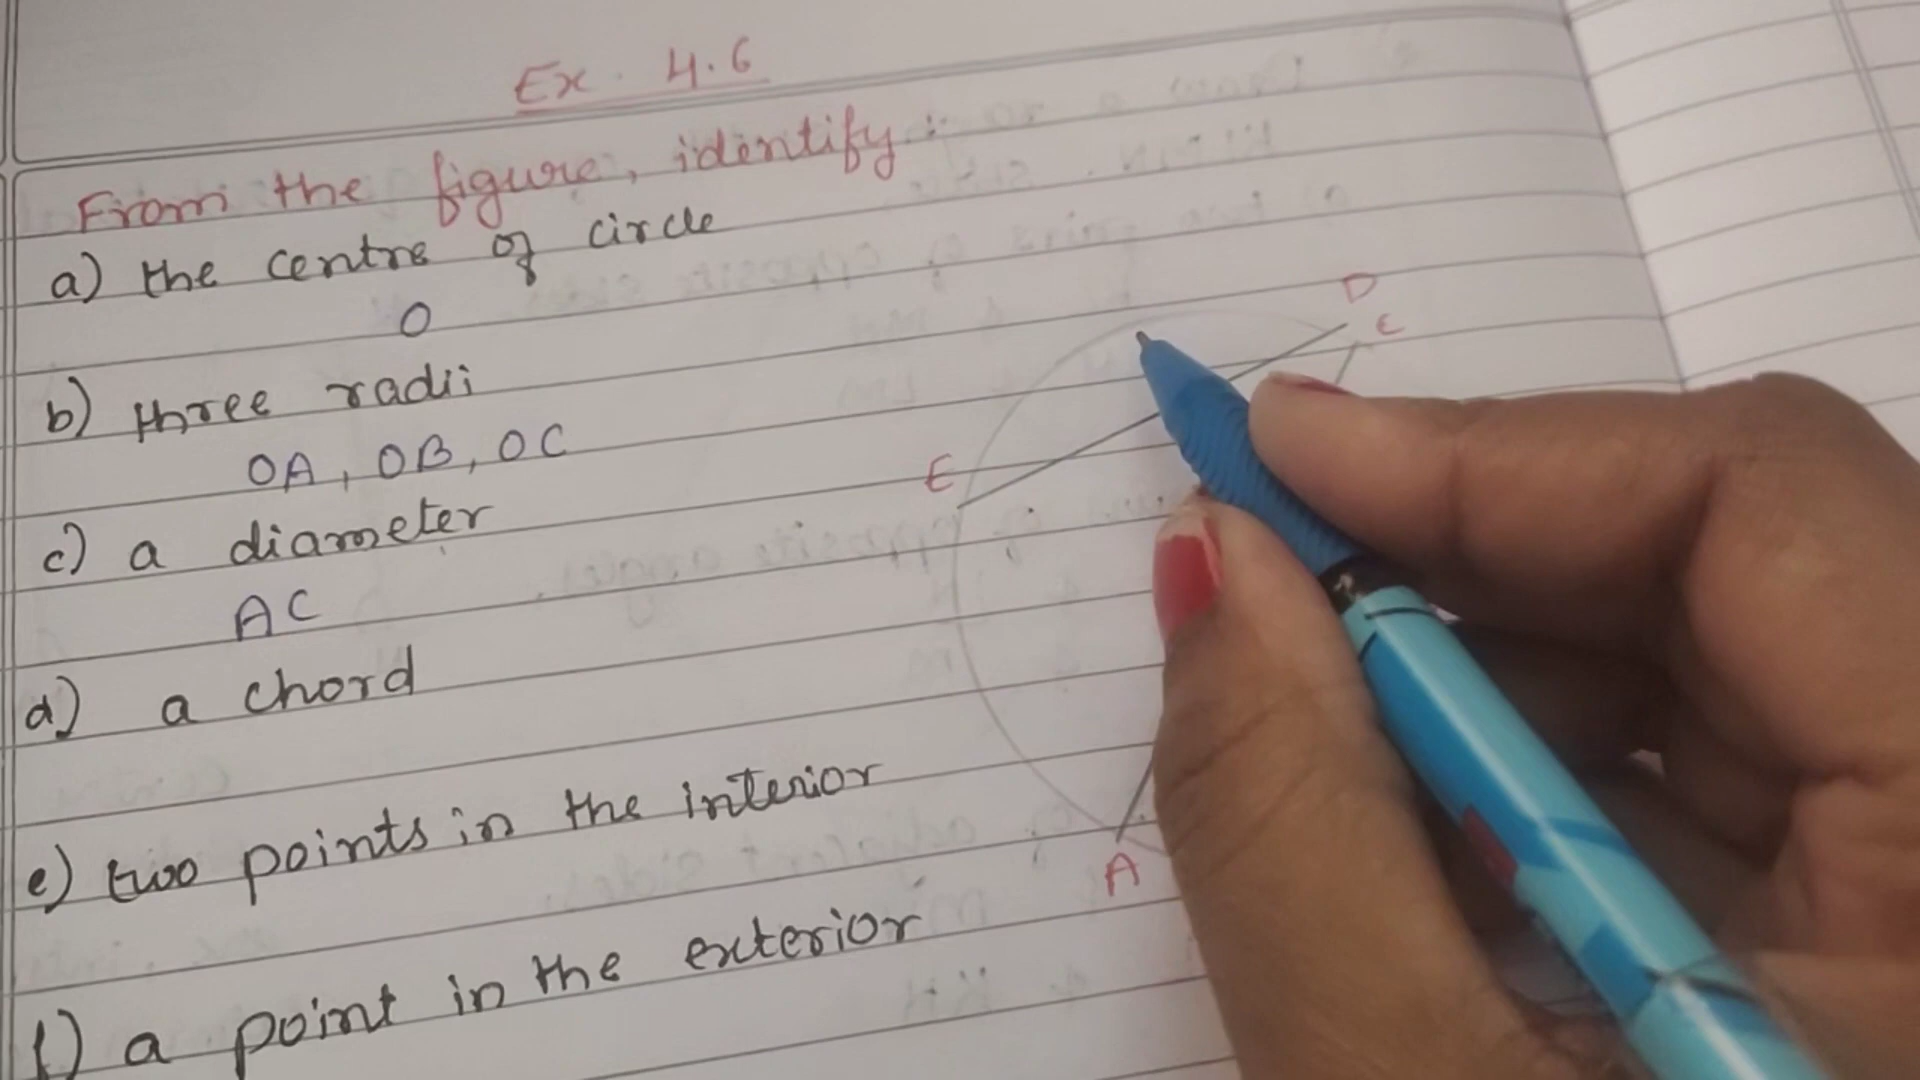 Ex. 4.6
From the figure, identify:
a) the centre of circle
O
b) three radii
OA, OB, OC
c) a diameter
AC
d) a chord
e) two points in the interior
f) a point in the exterior
D
C
E
A